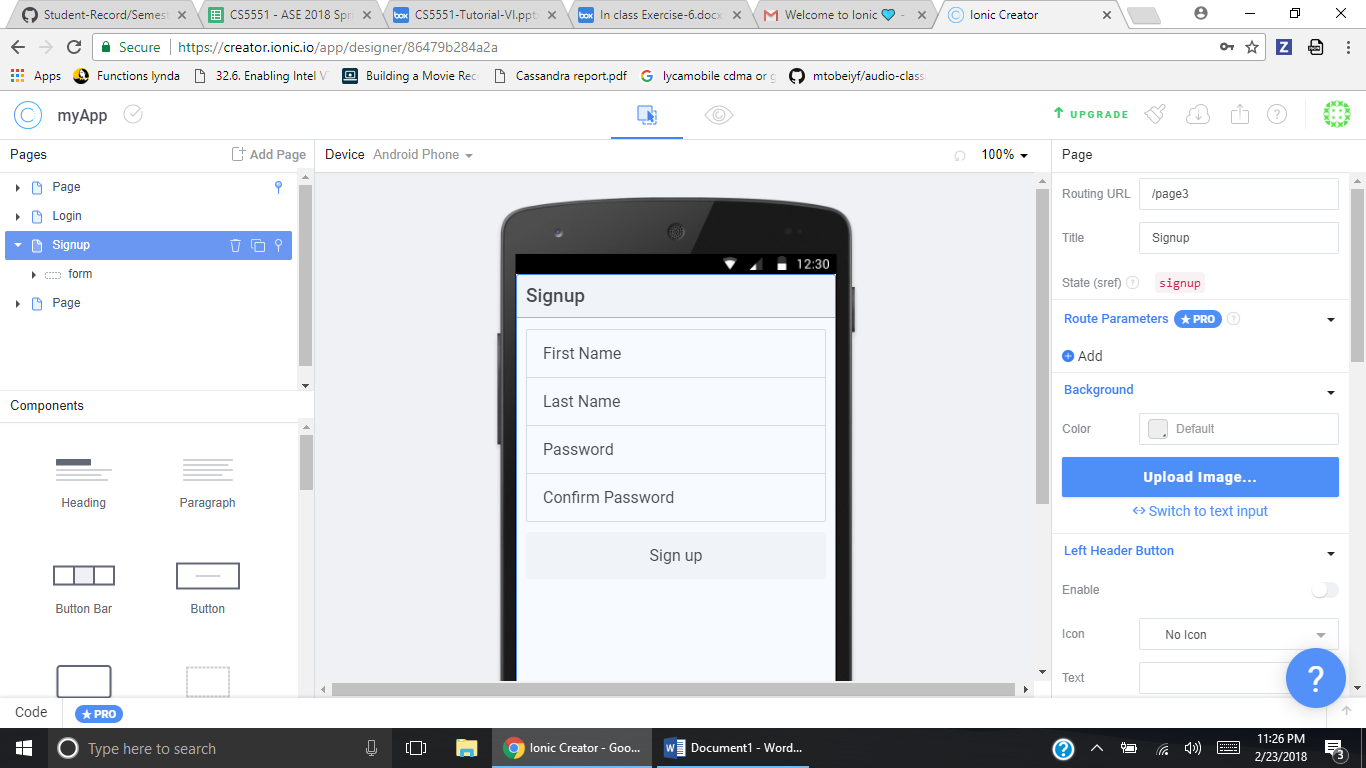 Student-Record/Semes
CS5551 - ASE 2018 Spri
CS5551-Tutorial-VI.ppt
In class Exercise-6.docx
Welcome to Ionic 💙 -
Ionic Creator
Secure
https://creator.ionic.io/app/designer/86479b284a2a
Apps
Functions lynda
32.6. Enabling Intel V
Building a Movie Rec
Cassandra report.pdf
lycamobile cdma or g
mtobeiyf/audio-class
myApp
UPGRADE
Pages
Add Page
Device Android Phone
100%
Page
Page
Login
Signup
form
Page
Components
Heading
Paragraph
Button Bar
Button
12:30
Signup
First Name
Last Name
Password
Confirm Password
Sign up
Routing URL
/page3
Title
Signup
State (sref) ?
signup
Route Parameters PRO ?
Add
Background
Color
Default
Upload Image...
Switch to text input
Left Header Button
Enable
Icon
No Icon
Text
?
Code
PRO
Type here to search
Ionic Creator - Goo...
Document1 - Word...
11:26 PM
2/23/2018
3